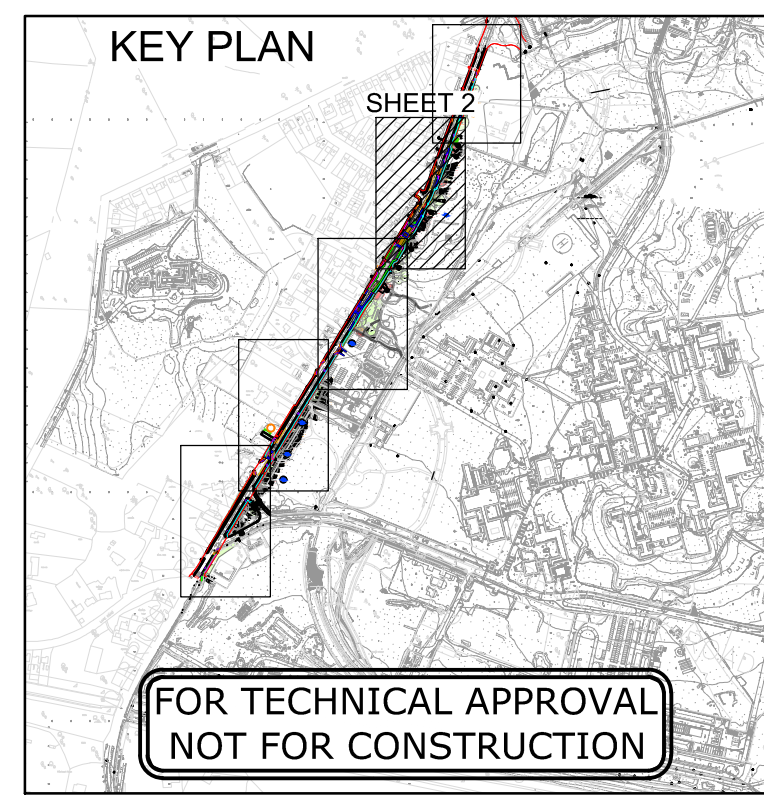 KEY PLAN
SHEET 2
FOR TECHNICAL APPROVAL
NOT FOR CONSTRUCTION